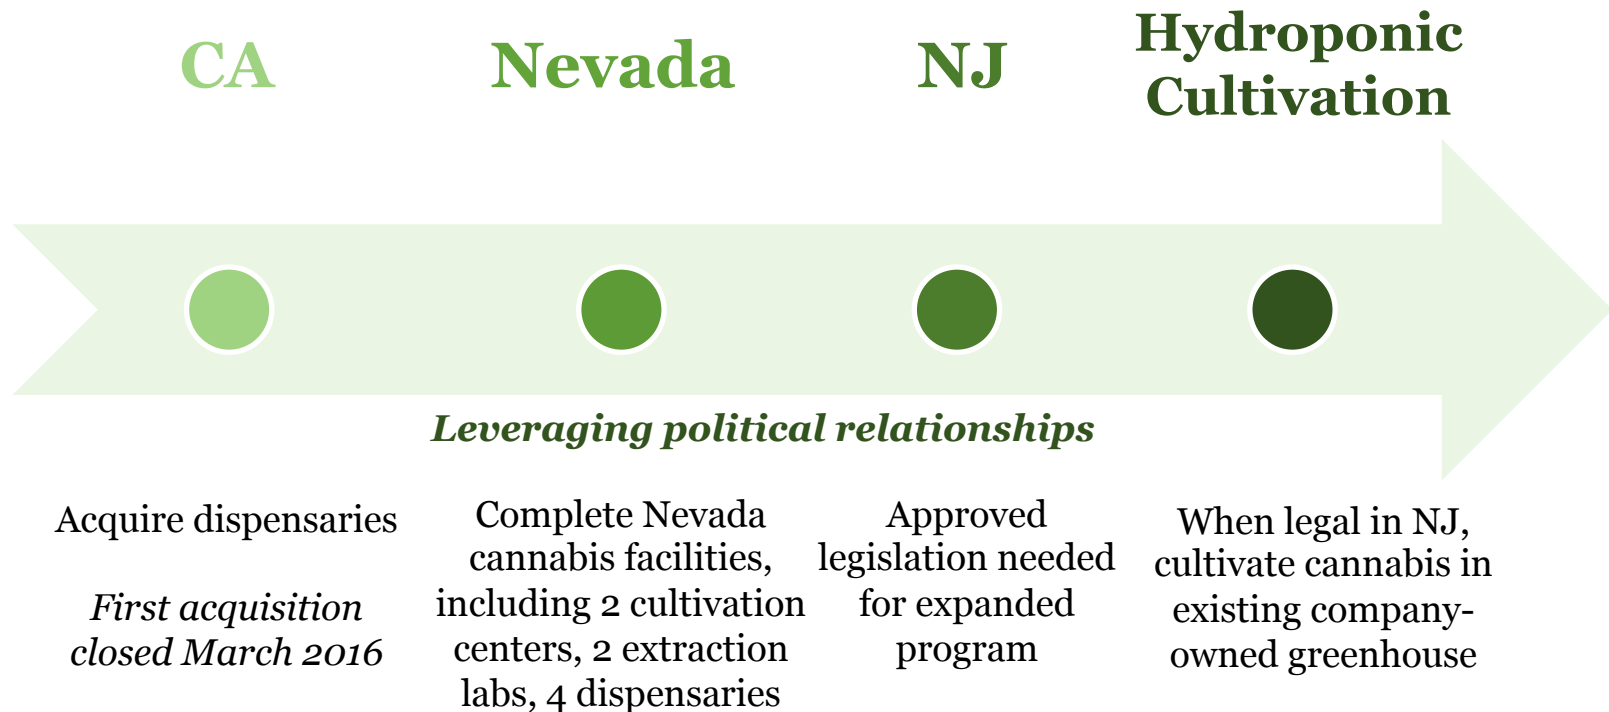 CA
Nevada
NJ
Hydroponic
Cultivation
Leveraging political relationships
Acquire dispensaries
First acquisition
closed March 2016
Complete Nevada
cannabis facilities,
including 2 cultivation
centers, 2 extraction
labs, 4 dispensaries
Approved
legislation needed
for expanded
program
When legal in NJ,
cultivate cannabis in
existing company-
owned greenhouse